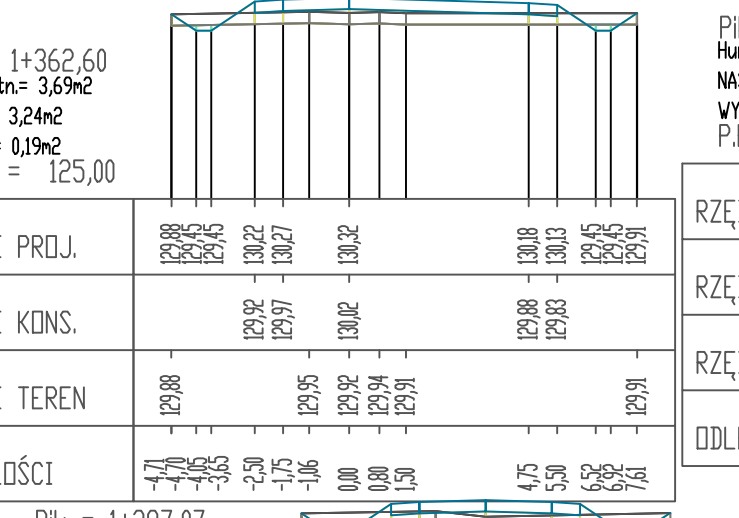 1+362,60
tn.= 3,69m2
3,24m2
= 0,19m2
= 125,00
PROJ. 129,88 129,45 129,45 130,22 130,27 130,32 130,18 130,13 129,45 129,45 129,91
KONS. 129,92 129,97 130,02 129,88 129,83
TEREN 129,88 129,95 129,92 129,94 129,91 129,91
OŚCI -4,71 -4,70 -4,05 -3,65 -2,50 -1,75 -1,06 0,00 0,80 1,50 4,75 5,50 6,52 6,92 7,61
Hu
NA
WY
P.
RZĘ
RZĘ
RZĘ
ODL